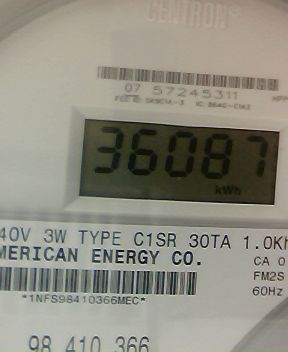 CENTRON®
07 57245311
36087
kWh
40V 3W TYPE C1SR 30TA 1.0Kh
MERICAN ENERGY CO.
CA 0
FM2S
60Hz
*1NFS98410366MEC*
98 410 366